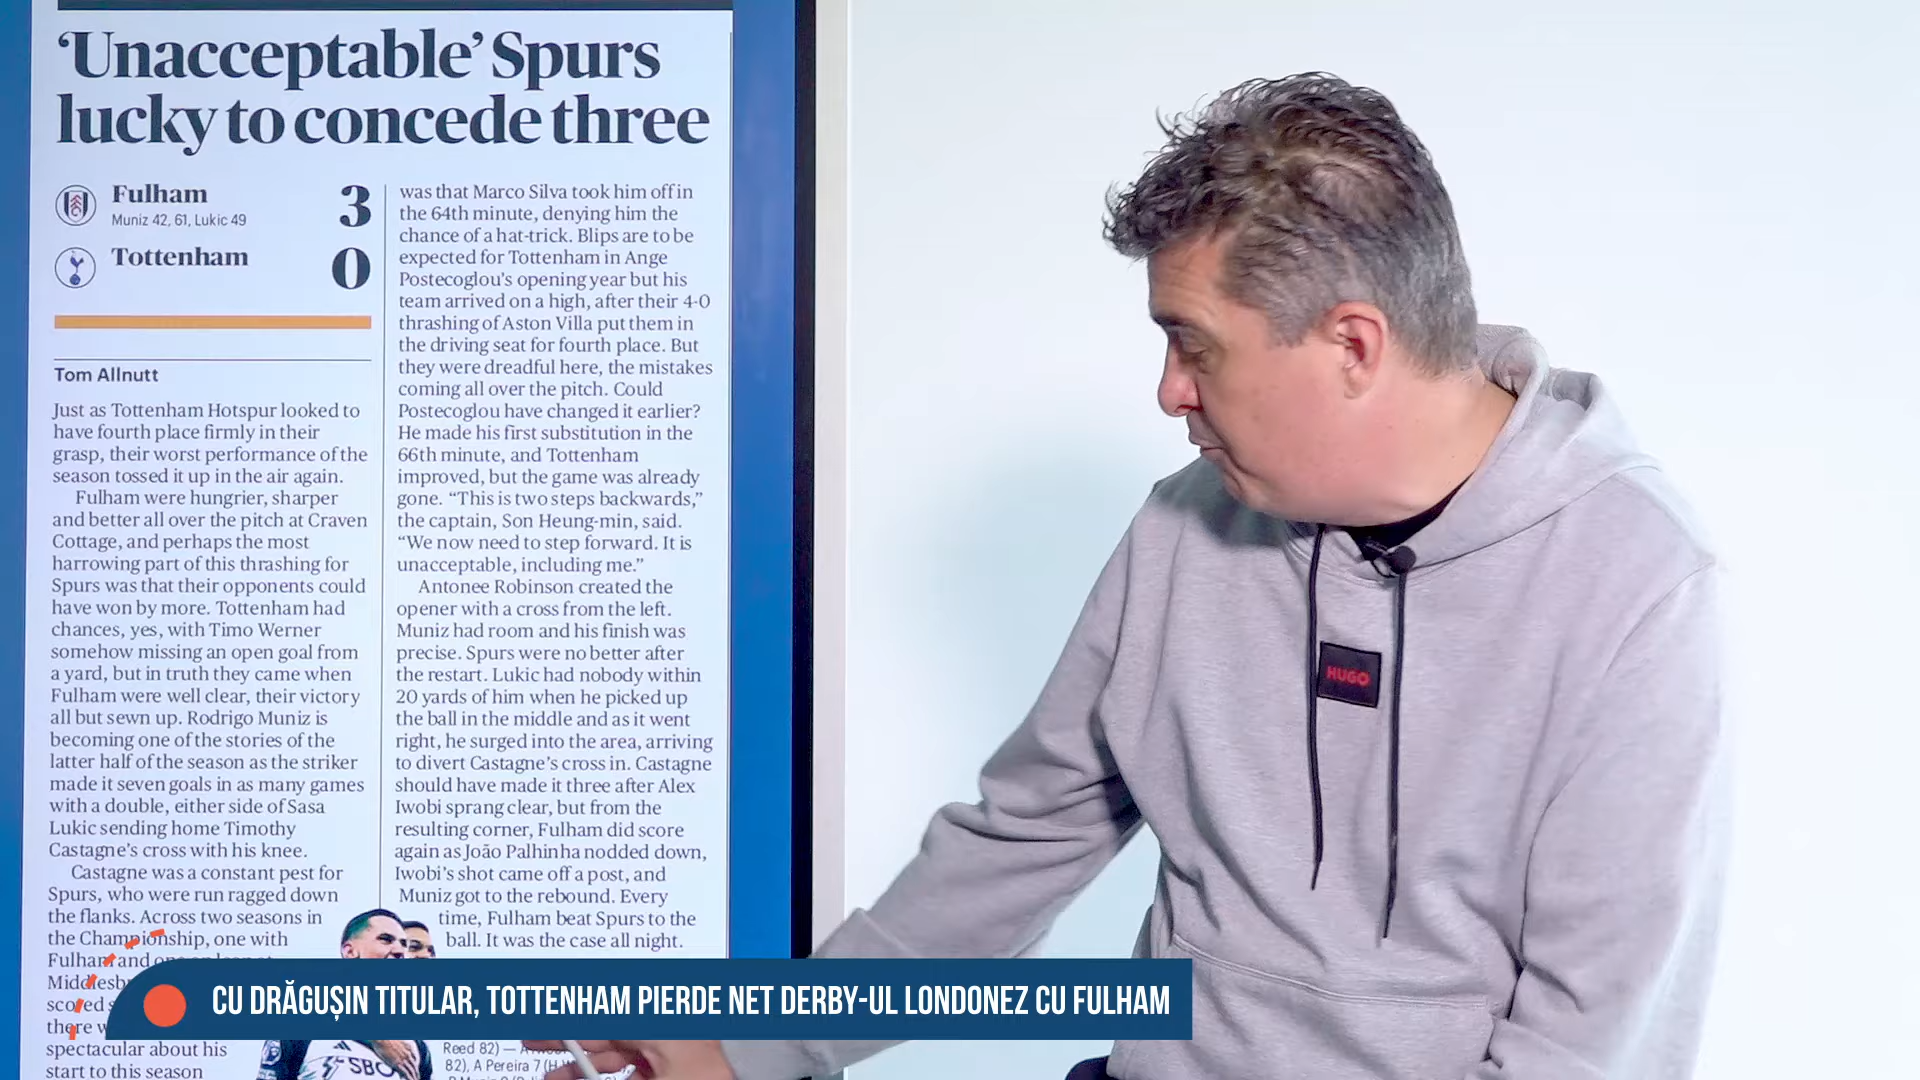 ‘Unacceptable’ Spurs
lucky to concede three
Fulham 3
Muniz 42, 61, Lukic 49
Tottenham 0
Tom Allnutt
Just as Tottenham Hotspur looked to
have fourth place firmly in their
grasp, their worst performance of the
season tossed it up in the air again.
Fulham were hungrier, sharper
and better all over the pitch at Craven
Cottage, and perhaps the most
harrowing part of this thrashing for
Spurs was that their opponents could
have won by more. Tottenham had
chances, yes, with Timo Werner
somehow missing an open goal from
a yard, but in truth they came when
Fulham were well clear, their victory
all but sewn up. Rodrigo Muniz is
becoming one of the stories of the
latter half of the season as the striker
made it seven goals in as many games
with a double, either side of Sasa
Lukic sending home Timothy
Castagne’s cross with his knee.
Castagne was a constant pest for
Spurs, who were run ragged down
the flanks. Across two seasons in
the Championship, one with
Fulham and
scored
there
spectacular about his
start to this season
was that Marco Silva took him off in
the 64th minute, denying him the
chance of a hat-trick. Blips are to be
expected for Tottenham in Ange
Postecoglou’s opening year but his
team arrived on a high, after their 4-0
thrashing of Aston Villa put them in
the driving seat for fourth place. But
they were dreadful here, the mistakes
coming all over the pitch. Could
Postecoglou have changed it earlier?
He made his first substitution in the
66th minute, and Tottenham
improved, but the game was already
gone. “This is two steps backwards,”
the captain, Son Heung-min, said.
“We now need to step forward. It is
unacceptable, including me.”
Antonee Robinson created the
opener with a cross from the left.
Muniz had room and his finish was
precise. Spurs were no better after
the restart. Lukic had nobody within
20 yards of him when he picked up
the ball in the middle and as it went
right, he surged into the area, arriving
to divert Castagne’s cross in. Castagne
should have made it three after Alex
Iwobi sprang clear, but from the
resulting corner, Fulham did score
again as João Palhinha nodded down,
Iwobi’s shot came off a post, and
Muniz got to the rebound. Every
time, Fulham beat Spurs to the
ball. It was the case all night.
Reed 82) —
82), A Pereira 7
SBO
HUGO
CU DRĂGUȘIN TITULAR, TOTTENHAM PIERDE NET DERBY-UL LONDONEZ CU FULHAM